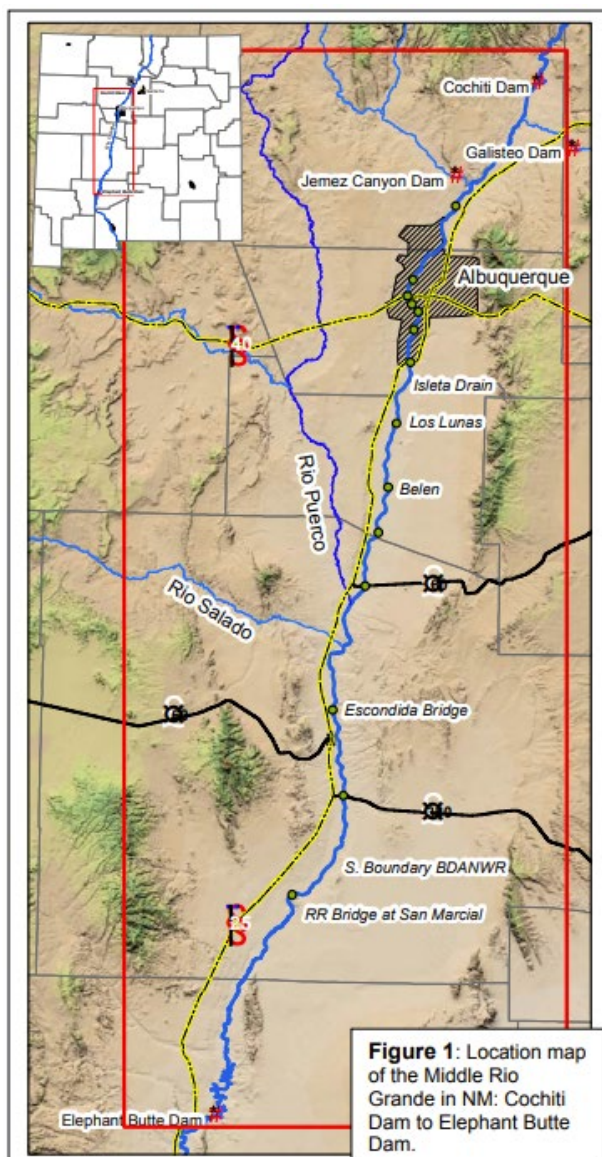 Cochiti Dam
Galisteo Dam
Jemez Canyon Dam
Albuquerque
40
Isleta Drain
Los Lunas
Belen
Rio Puerco
Rio Salado
Escondida Bridge
S. Boundary BDANWR
RR Bridge at San Marcial
25
Elephant Butte Dam
Figure 1: Location map
of the Middle Rio
Grande in NM: Cochiti
Dam to Elephant Butte
Dam.